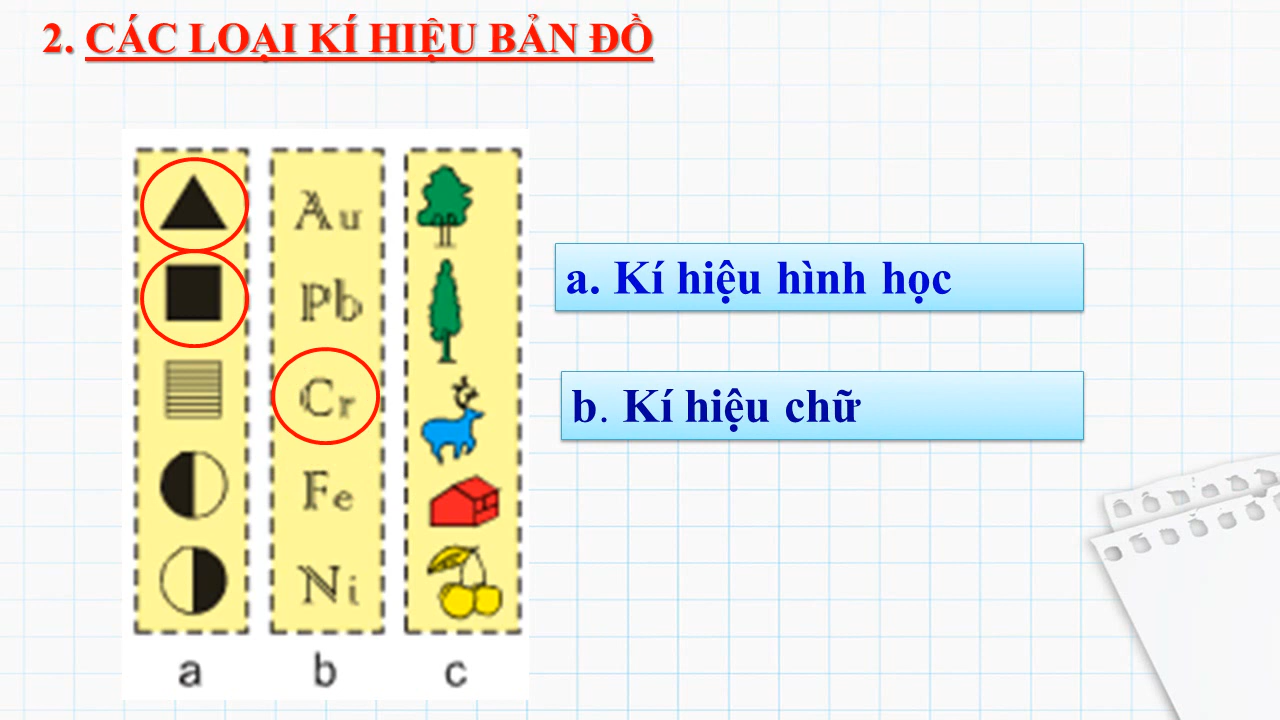 2. CÁC LOẠI KÍ HIỆU BẢN ĐỒ
Au
Pb
Cr
Fe
Ni
a b c
a. Kí hiệu hình học
b. Kí hiệu chữ